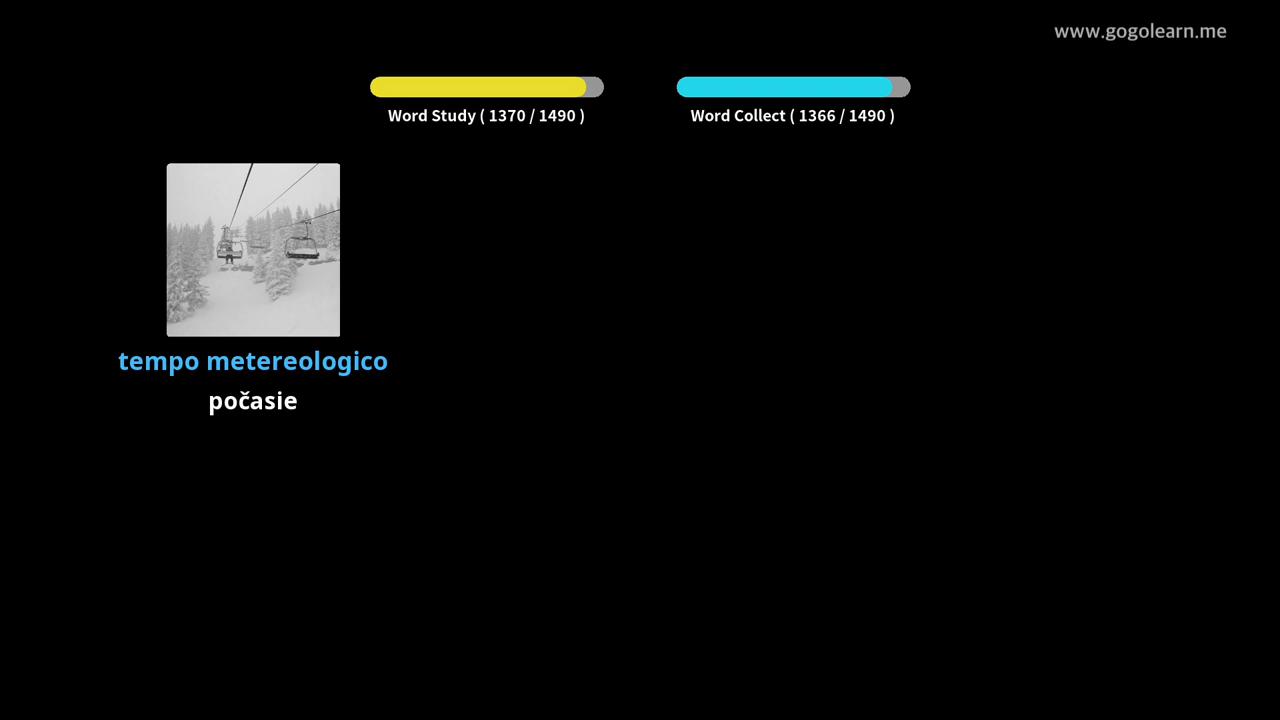 www.gogolearn.me
Word Study ( 1370 / 1490 )
Word Collect ( 1366 / 1490 )
tempo metereologico
počasie